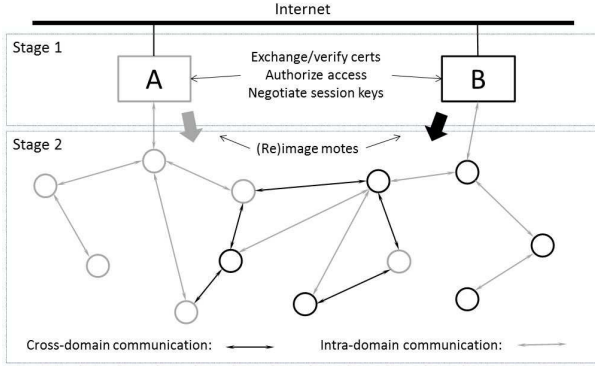 Internet
Stage 1
A
Exchange/verify certs
Authorize access
Negotiate session keys
B
Stage 2
(Re)image motes
Cross-domain communication:
Intra-domain communication: